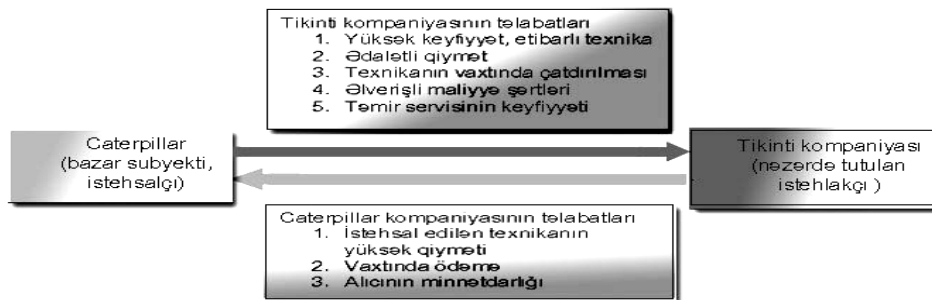 Tikinti kompaniyasının tələbatları
1. Yüksək keyfiyyət, etibarlı texnika
2. Ədalətli qiymət
3. Texnikanın vaxtında çatdırılması
4. Əlverişli maliyyə şərtləri
5. Təmir servisinin keyfiyyəti
Caterpillar
(bazar subyekti,
istehsalçı)
Tikinti kompaniyası
(nəzərdə tutulan
istehlakçı )
Caterpillar kompaniyasının tələbatları
1. İstehsal edilən texnikanın
yüksək qiyməti
2. Vaxtında ödəmə
3. Alıcının minnətdarlığı